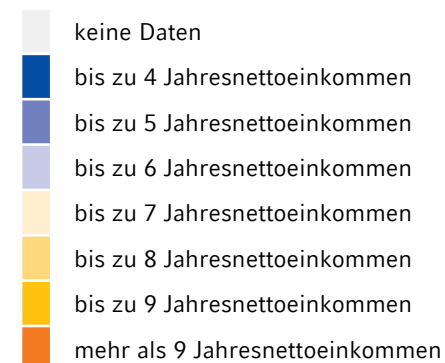 keine Daten
bis zu 4 Jahresnettoeinkommen
bis zu 5 Jahresnettoeinkommen
bis zu 6 Jahresnettoeinkommen
bis zu 7 Jahresnettoeinkommen
bis zu 8 Jahresnettoeinkommen
bis zu 9 Jahresnettoeinkommen
mehr als 9 Jahresnettoeinkommen